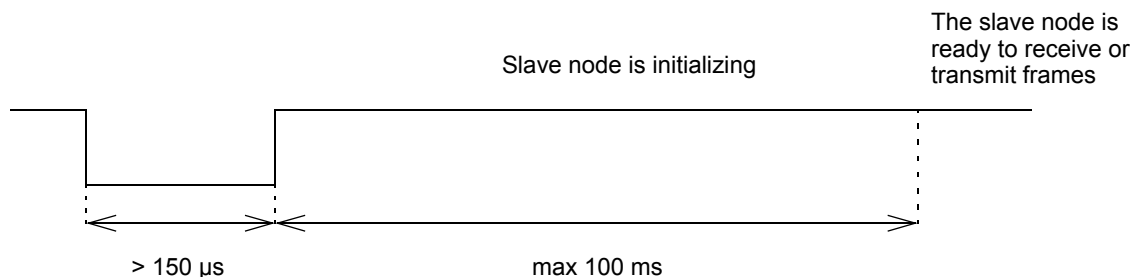 The slave node is
ready to receive or
transmit frames
Slave node is initializing
> 150 µs
max 100 ms